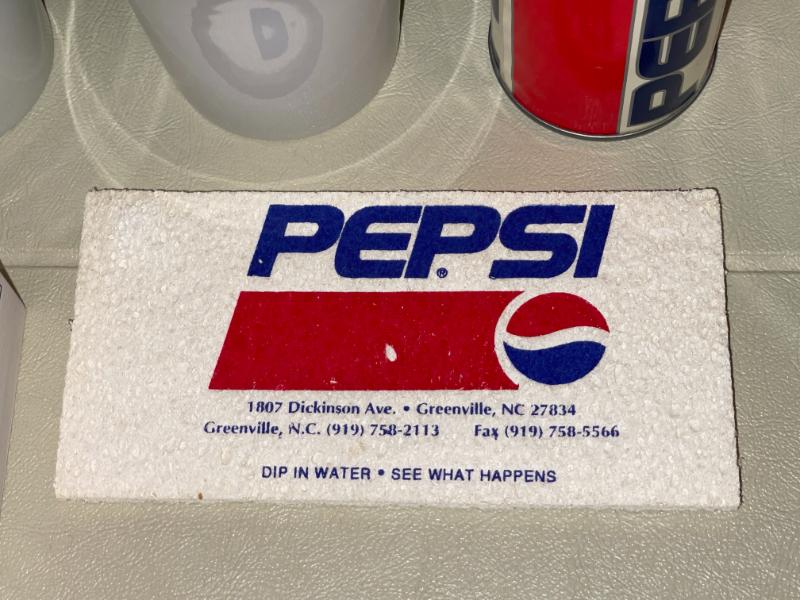 PEPSI
PEPSI®
1807 Dickinson Ave. • Greenville, NC 27834
Greenville, N.C. (919) 758-2113 Fax (919) 758-5566
DIP IN WATER • SEE WHAT HAPPENS